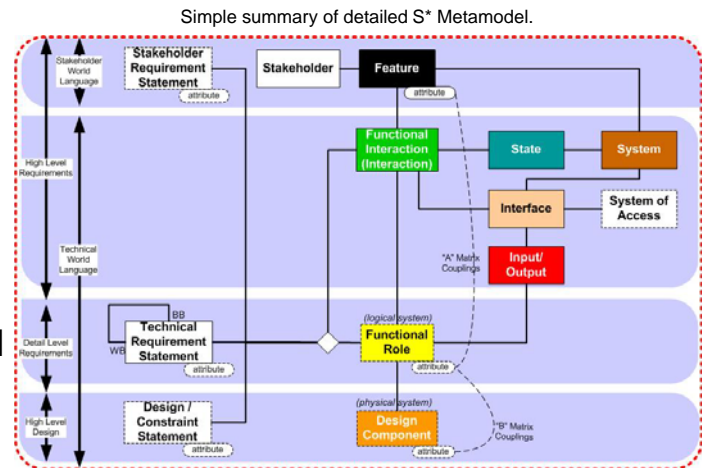 Simple summary of detailed S* Metamodel.
Stakeholder
World
Language
Stakeholder
Requirement
Statement
attribute
Stakeholder
Feature
attribute
High Level
Requirements
Functional
Interaction
(Interaction)
State
System
Interface
System of
Access
Technical
World
Language
"A" Matrix
Couplings
Input/
Output
BB
WB
Detail Level
Requirements
Technical
Requirement
Statement
attribute
(logical system)
Functional
Role
attribute
High Level
Design
Design /
Constraint
Statement
attribute
(physical system)
Design
Component
attribute
"B" Matrix
Couplings